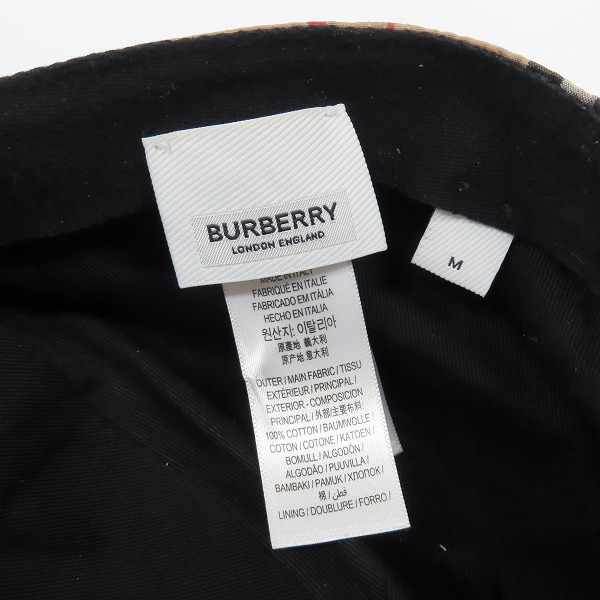 BURBERRY
LONDON ENGLAND
M
MADE IN ITALY
FABRIQUÉ EN ITALIE
FABRICADO EM ITÁLIA
HECHO EN ITALIA
원산지: 이탈리아
原產地 義大利
原产地 意大利
OUTER / MAIN FABRIC / TISSU
EXTÉRIEUR / PRINCIPAL /
EXTERIOR - COMPOSICION
PRINCIPAL / 外部/主要布料/
100% COTTON / BAUMWOLLE /
COTON / COTONE / KATOEN /
BOMULL / ALGODÓN /
ALGODÃO / PUUVILLA /
BAMBAKI / PAMUK / ХЛОПОК /
棉 / قطن /
LINING / DOUBLURE / FORRO /